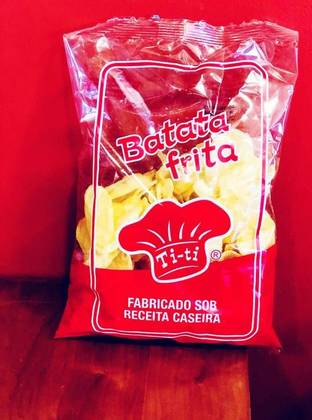 Batata
frita
Ti-ti®
FABRICADO SOB
RECEITA CASEIRA